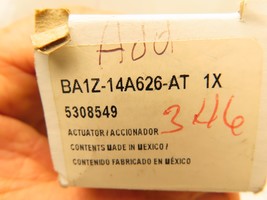 Add
BA1Z-14A626-AT 1X
5308549
346
ACTUATOR/ACCIONADOR
CONTENTS MADE IN MEXICO /
CONTENIDO FABRICADO EN MÉXICO